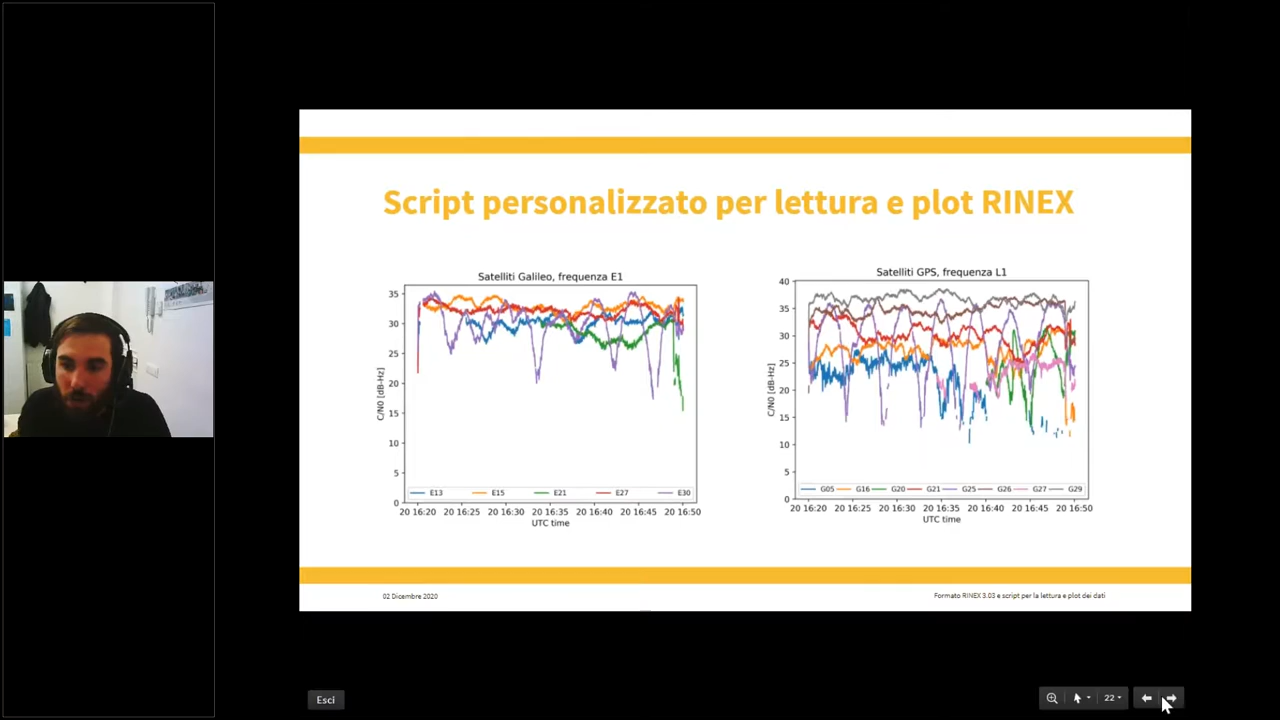 Script personalizzato per lettura e plot RINEX
Satelliti Galileo, frequenza E1
C/N0 [dB-Hz]
35
30
25
20
15
10
5
0
E13 E15 E21 E27 E30
20 16:20 20 16:25 20 16:30 20 16:35 20 16:40 20 16:45 20 16:50
UTC time
Satelliti GPS, frequenza L1
C/N0 [dB-Hz]
40
35
30
25
20
15
10
5
0
G05 G16 G20 G21 G25 G26 G27 G29
20 16:20 20 16:25 20 16:30 20 16:35 20 16:40 20 16:45 20 16:50
UTC time
02 Dicembre 2020
Formato RINEX 3.03 e script per la lettura e plot dei dati
Esci
22